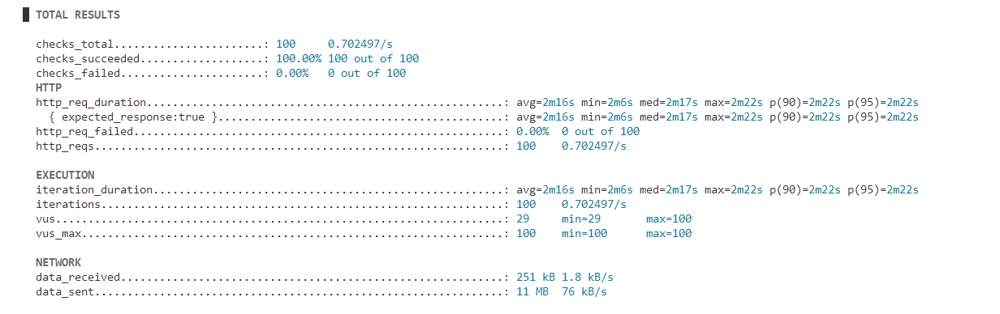 TOTAL RESULTS
checks_total.......................: 100 0.702497/s
checks_succeeded...................: 100.00% 100 out of 100
checks_failed......................: 0.00% 0 out of 100
HTTP
http_req_duration.......................................................: avg=2m16s min=2m6s med=2m17s max=2m22s p(90)=2m22s p(95)=2m22s
{ expected_response:true }............................................: avg=2m16s min=2m6s med=2m17s max=2m22s p(90)=2m22s p(95)=2m22s
http_req_failed.........................................................: 0.00% 0 out of 100
http_reqs...............................................................: 100 0.702497/s
EXECUTION
iteration_duration......................................................: avg=2m16s min=2m6s med=2m17s max=2m22s p(90)=2m22s p(95)=2m22s
iterations..............................................................: 100 0.702497/s
vus.....................................................................: 29 min=29 max=100
vus_max.................................................................: 100 min=100 max=100
NETWORK
data_received...........................................................: 251 kB 1.8 kB/s
data_sent...............................................................: 11 MB 76 kB/s